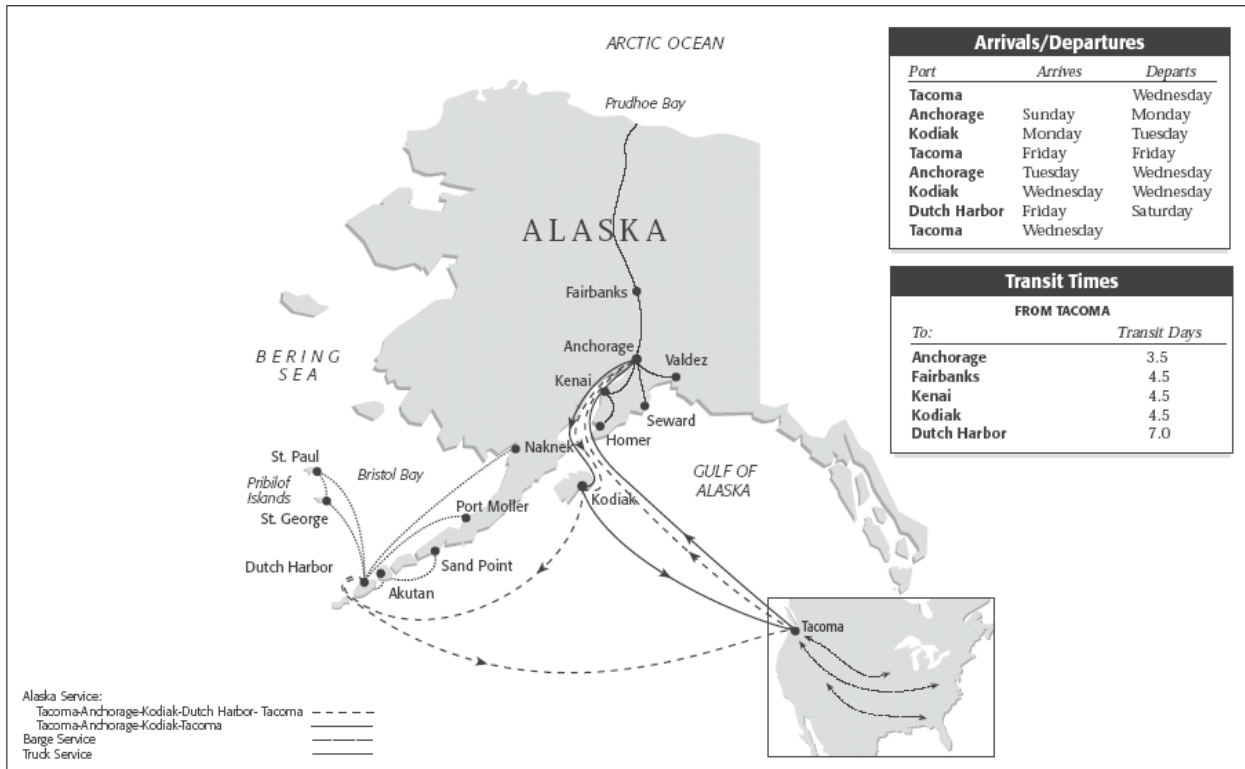 ARCTIC OCEAN
Prudhoe Bay
ALASKA
Fairbanks
Anchorage
Valdez
Kenai
Seward
Homer
BERING
SEA
Naknek
St. Paul
Bristol Bay
Pribilof
Islands
St. George
Kodiak
GULF OF
ALASKA
Port Moller
Sand Point
Dutch Harbor
Akutan
Tacoma
Arrivals/Departures
Port Arrives Departs
Tacoma Wednesday
Anchorage Sunday Monday
Kodiak Monday Tuesday
Tacoma Friday Friday
Anchorage Tuesday Wednesday
Kodiak Wednesday Wednesday
Dutch Harbor Friday Saturday
Tacoma Wednesday
Transit Times
FROM TACOMA
To: Transit Days
Anchorage 3.5
Fairbanks 4.5
Kenai 4.5
Kodiak 4.5
Dutch Harbor 7.0
Alaska Service:
Tacoma-Anchorage-Kodiak-Dutch Harbor- Tacoma
Tacoma-Anchorage-Kodiak-Tacoma
Barge Service
Truck Service